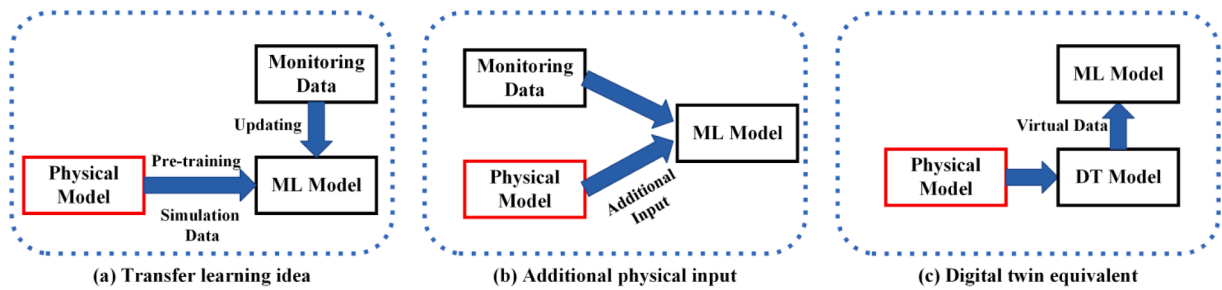 Monitoring
Data
Updating
Pre-training
Physical
Model
ML Model
Simulation
Data
(a) Transfer learning idea
Monitoring
Data
ML Model
Physical
Model
Additional
Input
(b) Additional physical input
ML Model
Virtual Data
Physical
Model
DT Model
(c) Digital twin equivalent